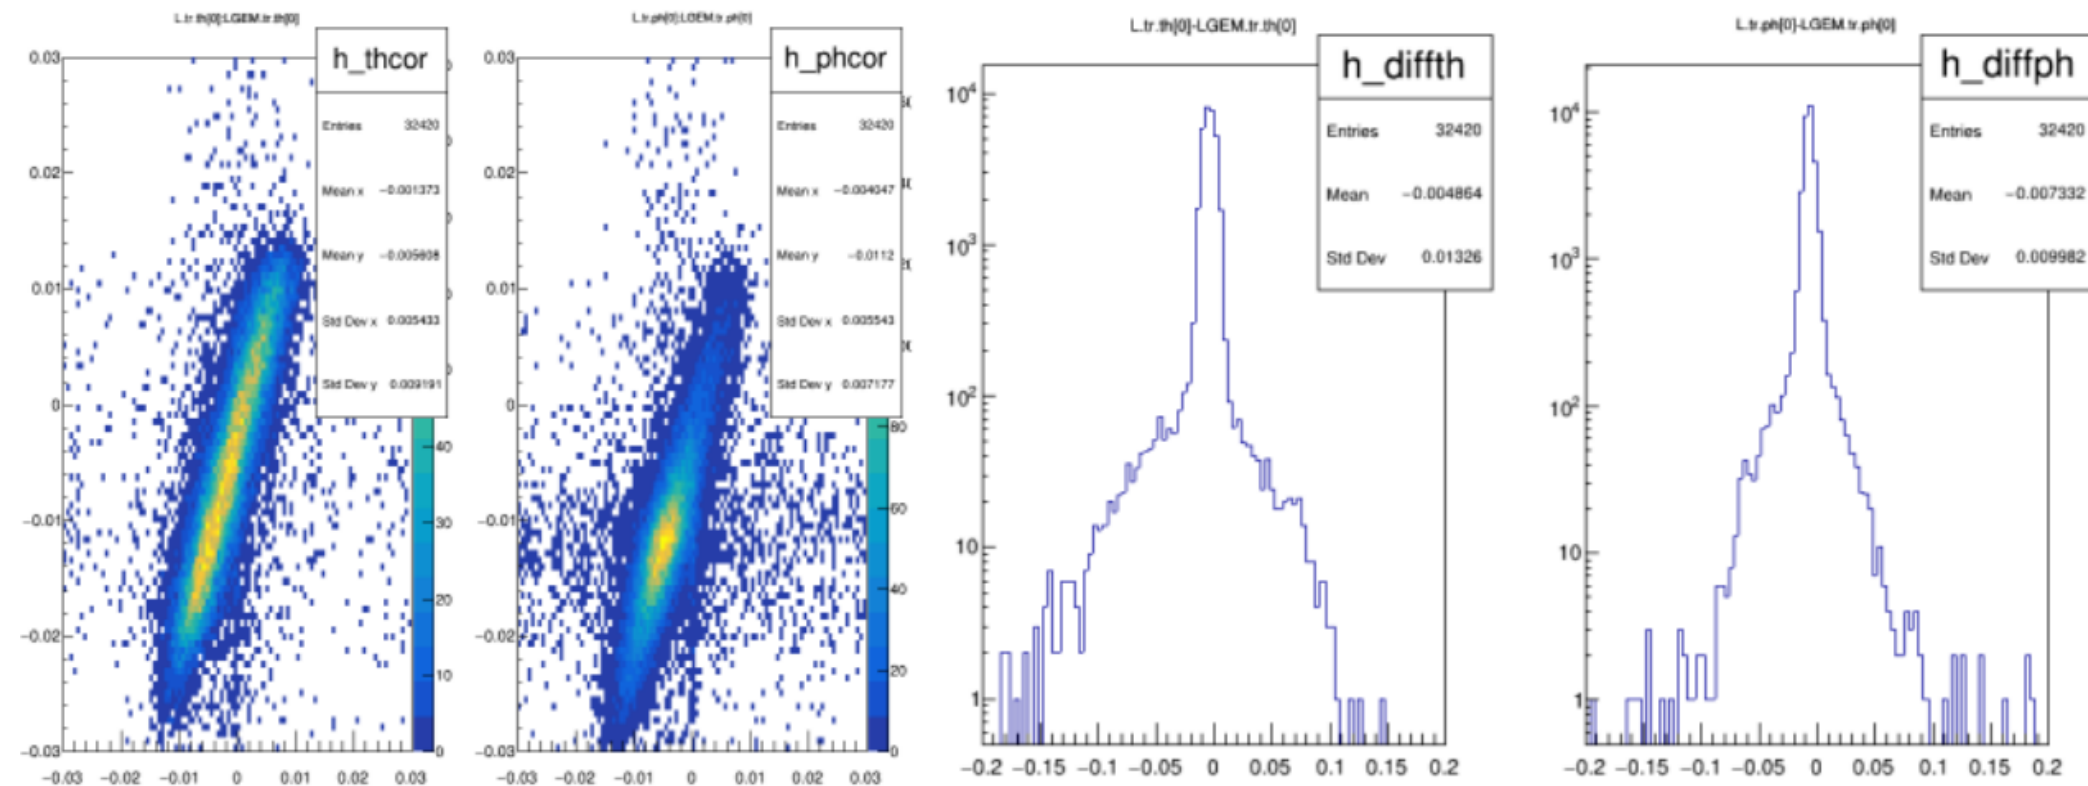 L.tr.th[0]:LGEM.tr.th[0]
h_thcor
Entries 32420
Mean x −0.001373
Mean y −0.005808
Std Dev x 0.005433
Std Dev y 0.009191
0.03
0.02
0.01
0
−0.01
−0.02
−0.03
−0.03 −0.02 −0.01 0 0.01 0.02 0.03
40
30
20
10
0
L.tr.ph[0]:LGEM.tr.ph[0]
h_phcor
Entries 32420
Mean x −0.004047
Mean y −0.0112
Std Dev x 0.005543
Std Dev y 0.007177
0.03
0.02
0.01
0
−0.01
−0.02
−0.03
−0.03 −0.02 −0.01 0 0.01 0.02 0.03
80
60
40
20
0
L.tr.th[0]-LGEM.tr.th[0]
h_diffth
Entries 32420
Mean −0.004864
Std Dev 0.01326
10⁴
10³
10²
10
1
−0.2 −0.15 −0.1 −0.05 0 0.05 0.1 0.15 0.2
L.tr.ph[0]-LGEM.tr.ph[0]
h_diffph
Entries 32420
Mean −0.007332
Std Dev 0.009982
10⁴
10³
10²
10
1
−0.2 −0.15 −0.1 −0.05 0 0.05 0.1 0.15 0.2